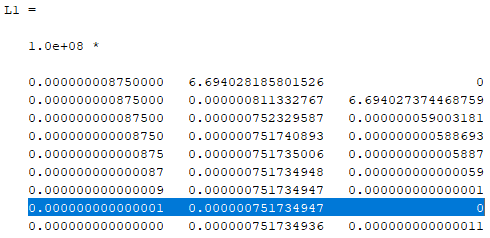 L1 =
1.0e+08 *
0.000000008750000 6.694028185801526 0
0.000000000875000 0.000000811332767 6.694027374468759
0.000000000087500 0.000000752329587 0.000000059003181
0.000000000008750 0.000000751740893 0.000000000588693
0.000000000000875 0.000000751735006 0.000000000005887
0.000000000000087 0.000000751734948 0.000000000000059
0.000000000000009 0.000000751734947 0.000000000000001
0.000000000000001 0.000000751734947 0
0.000000000000000 0.000000751734936 0.000000000000011